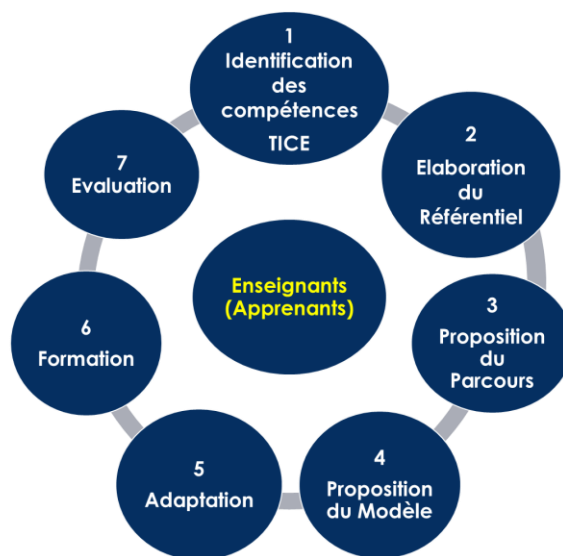 1
Identification
des
compétences
TICE
2
Elaboration
du
Référentiel
3
Proposition
du
Parcours
4
Proposition
du Modèle
5
Adaptation
6
Formation
7
Evaluation
Enseignants
(Apprenants)